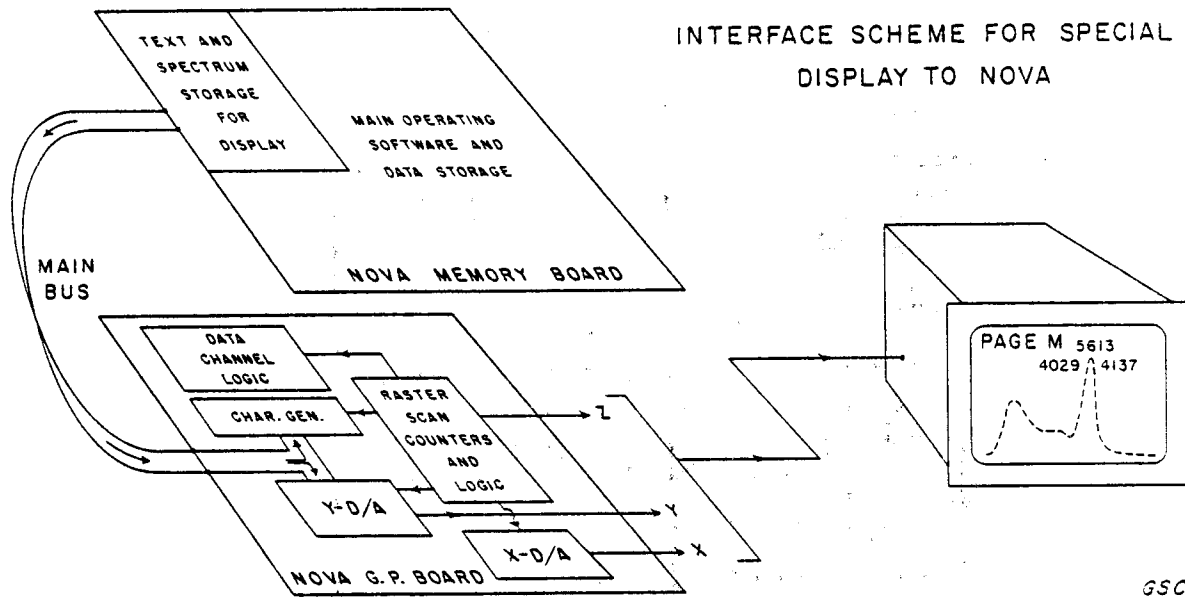 INTERFACE SCHEME FOR SPECIAL
DISPLAY TO NOVA
TEXT AND
SPECTRUM
STORAGE
FOR
DISPLAY
MAIN OPERATING
SOFTWARE AND
DATA STORAGE
NOVA MEMORY BOARD
MAIN
BUS
DATA
CHANNEL
LOGIC
CHAR. GEN.
RASTER
SCAN
COUNTERS
AND
LOGIC
Y-D/A
X-D/A
NOVA G.P. BOARD
Z
Y
X
PAGE M 5613
4029 4137
GSC